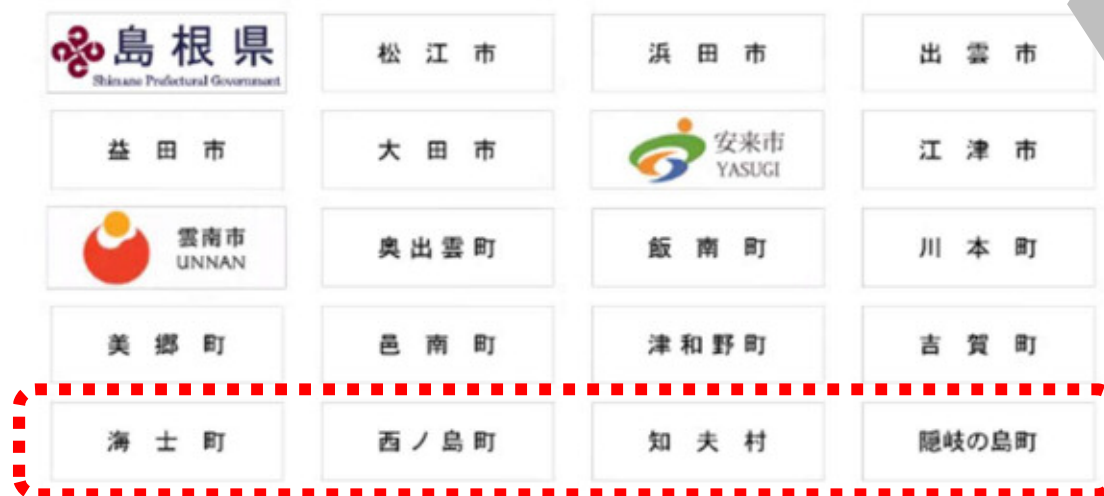 島根県
Shimane Prefectural Government
松江市
浜田市
出雲市
益田市
大田市
安来市
YASUGI
江津市
雲南市
UNNAN
奥出雲町
飯南町
川本町
美郷町
邑南町
津和野町
吉賀町
海士町
西ノ島町
知夫村
隠岐の島町